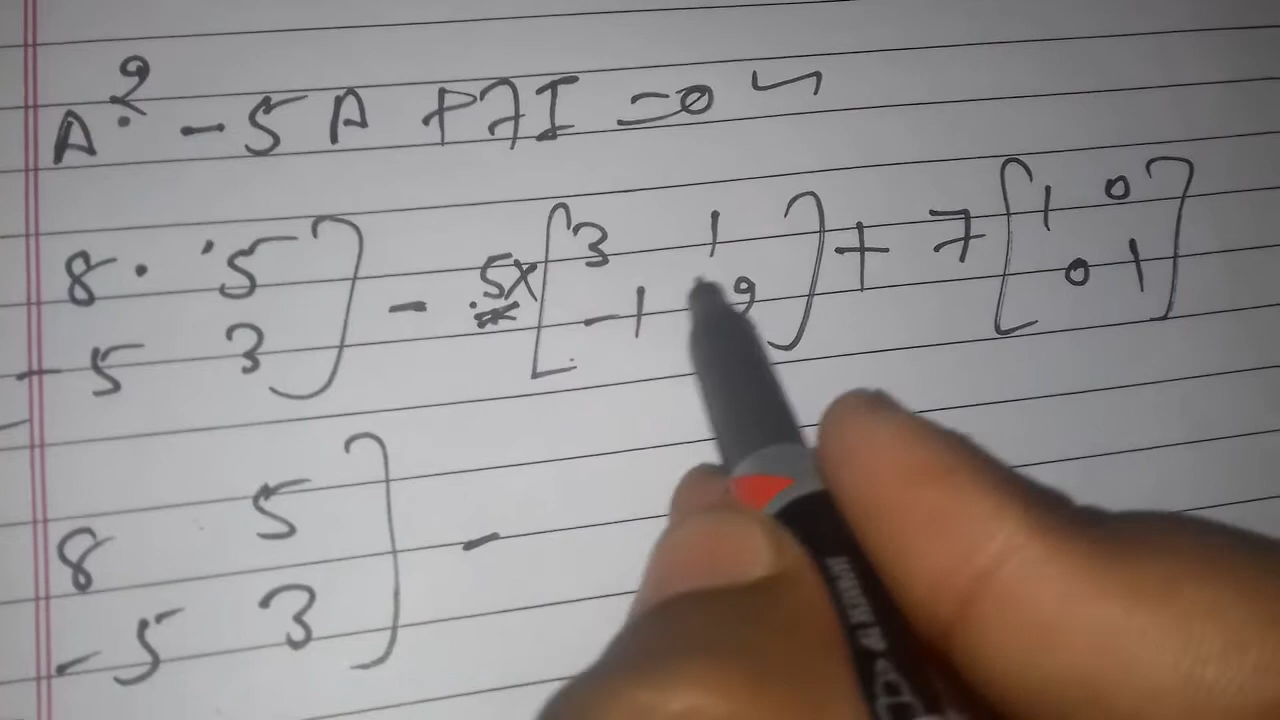 A² - 5A + 7I = 0
8 5 ] - 5x [ 3 1 ] + 7 [ 1 0 ]
-5 3 ] [ -1 2 ] [ 0 1 ]
8 5 ] -
-5 3 ]